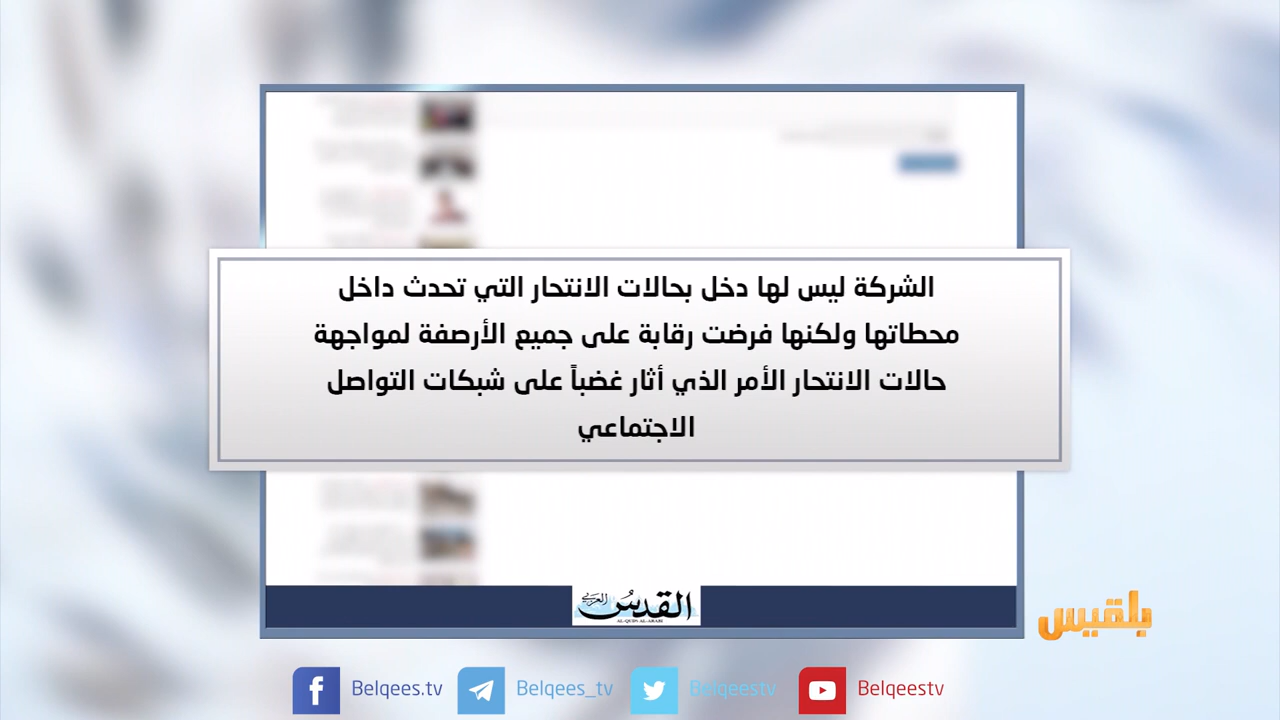 الشركة ليس لها دخل بحالات الانتحار التي تحدث داخل
محطاتها ولكنها فرضت رقابة على جميع الأرصفة لمواجهة
حالات الانتحار الأمر الذي أثار غضباً على شبكات التواصل
الاجتماعي
القدس العربي
AL-QUDS AL-ARABI
بلقيس
Belqees.tv
Belqees_tv
Belqeestv
Belqeestv